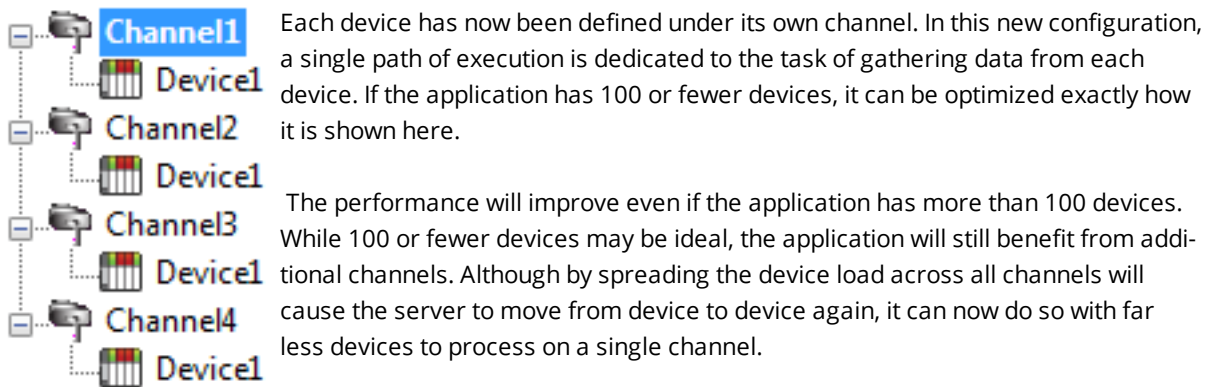 Channel1
Device1
Channel2
Device1
Channel3
Device1
Channel4
Device1
Each device has now been defined under its own channel. In this new configuration,
a single path of execution is dedicated to the task of gathering data from each
device. If the application has 100 or fewer devices, it can be optimized exactly how
it is shown here.
The performance will improve even if the application has more than 100 devices.
While 100 or fewer devices may be ideal, the application will still benefit from addi-
tional channels. Although by spreading the device load across all channels will
cause the server to move from device to device again, it can now do so with far
less devices to process on a single channel.